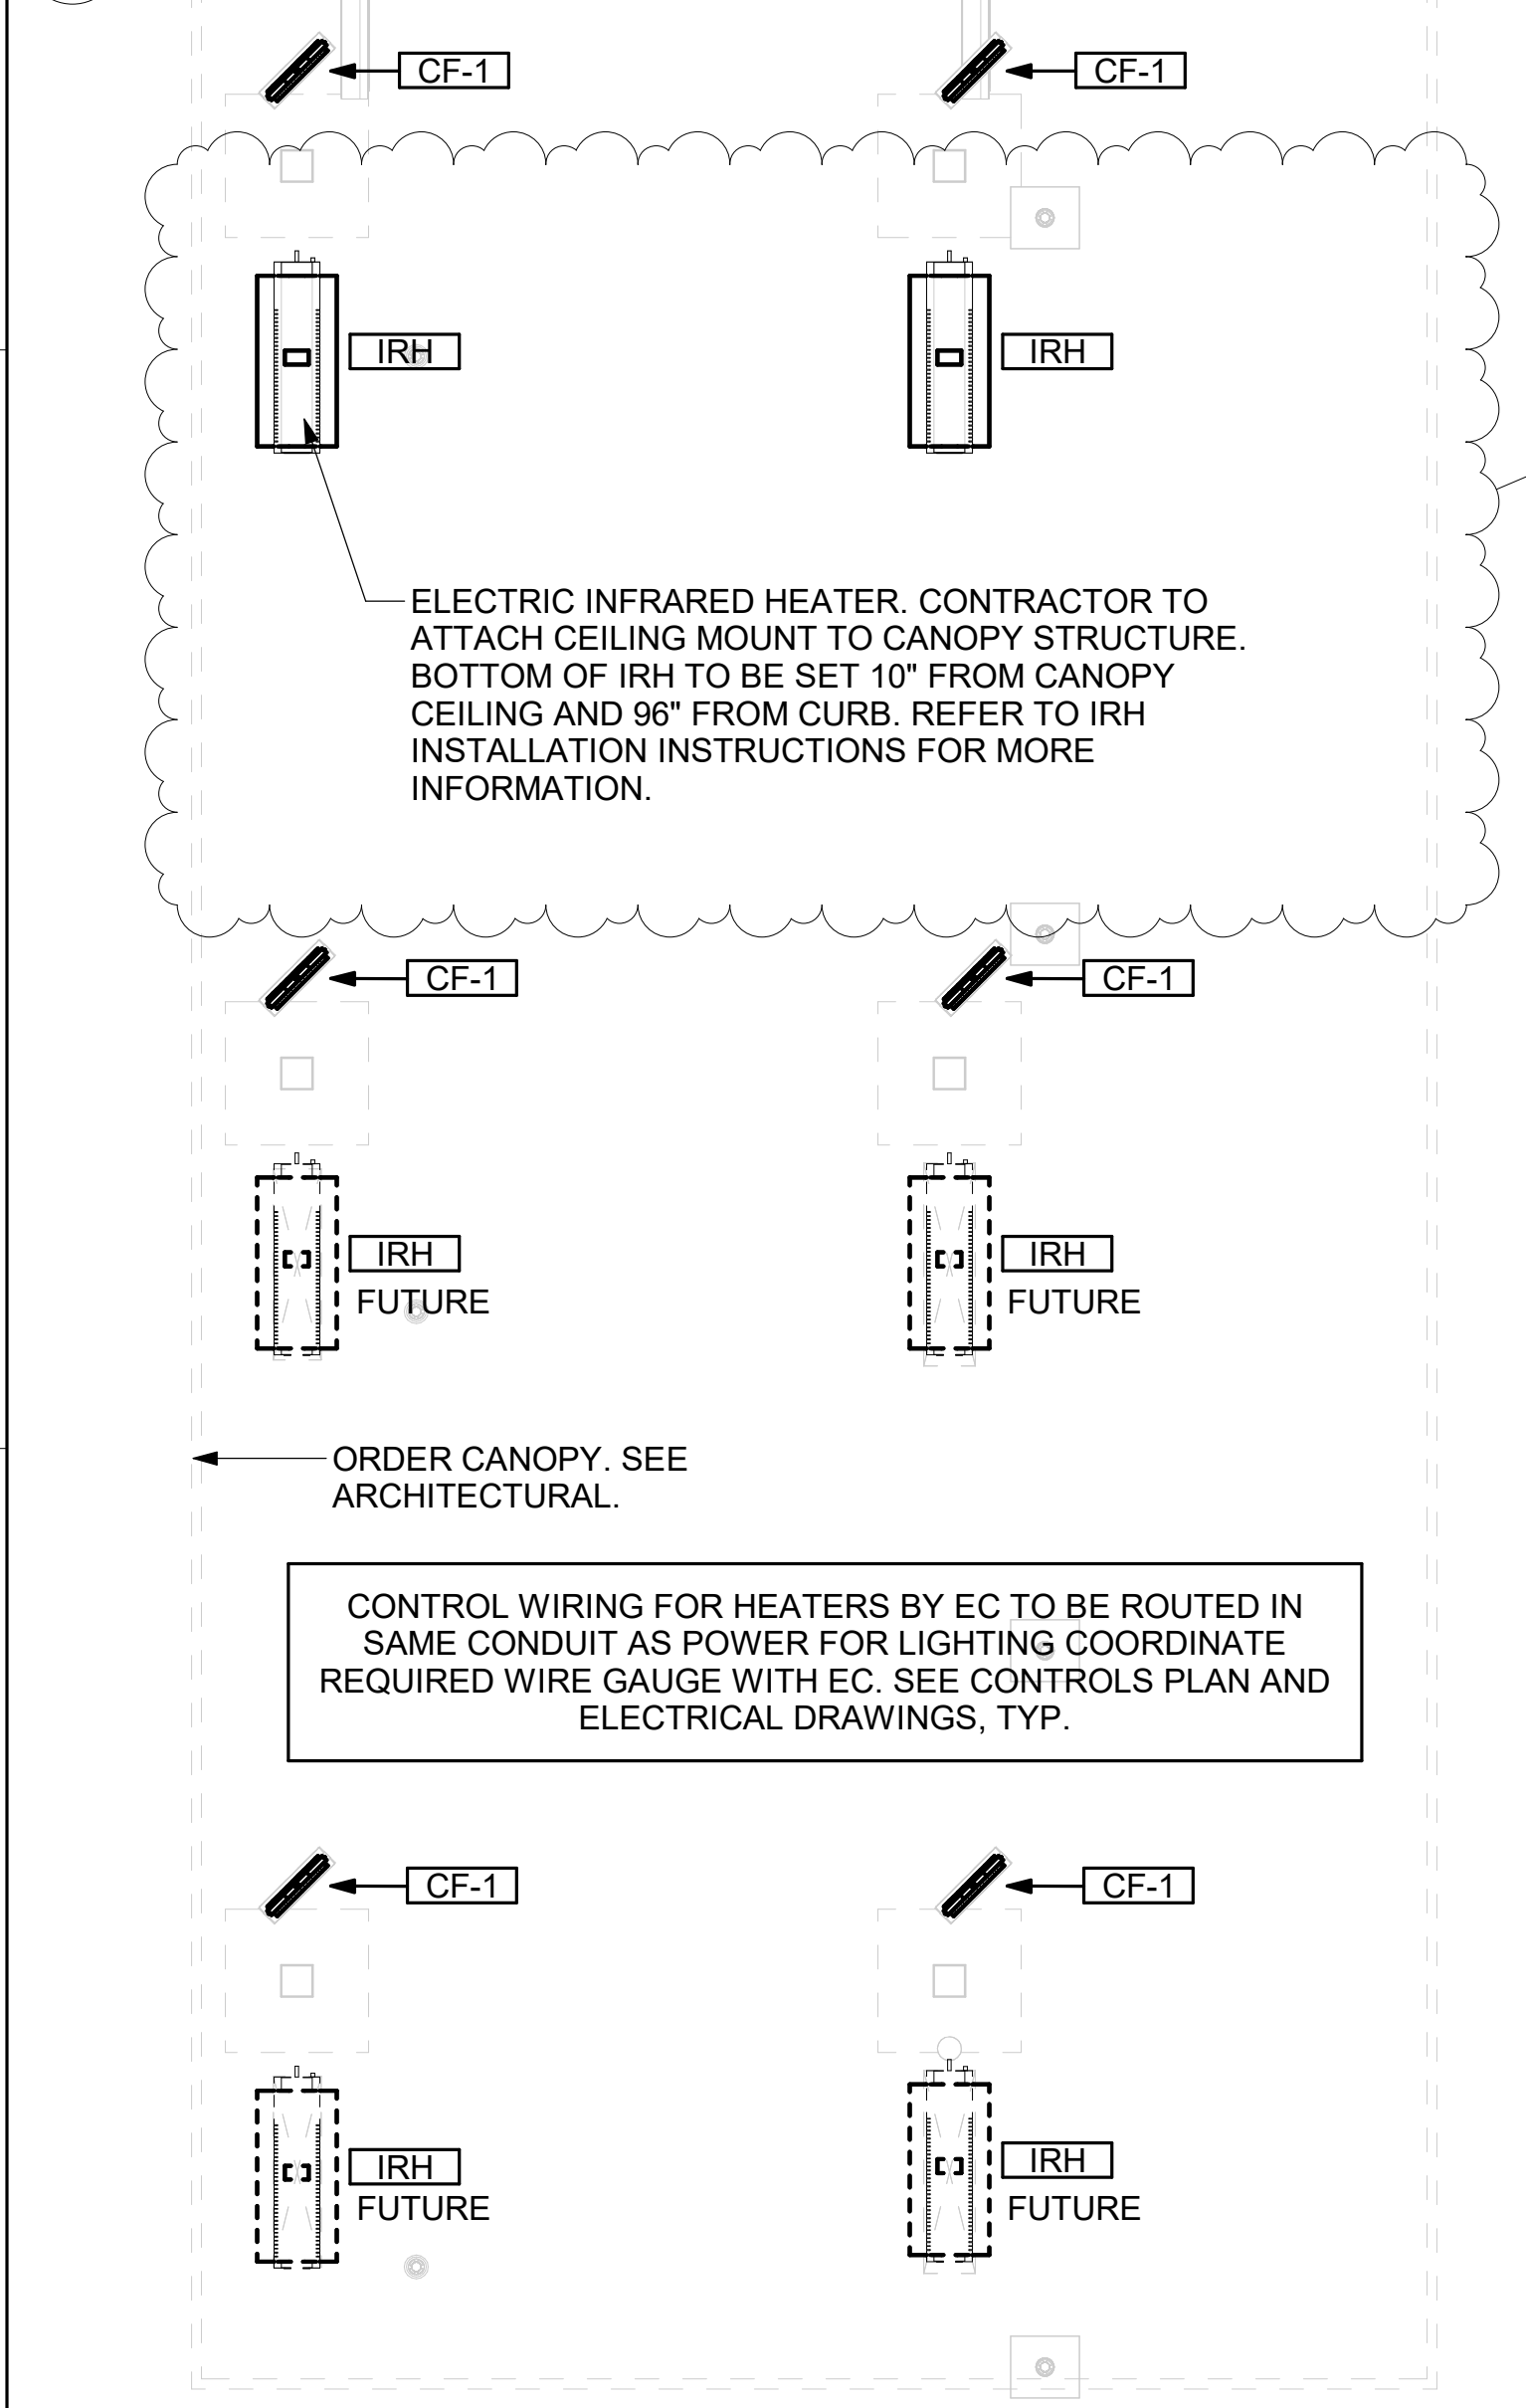 CF-1
CF-1
IRH
IRH
ELECTRIC INFRARED HEATER. CONTRACTOR TO
ATTACH CEILING MOUNT TO CANOPY STRUCTURE.
BOTTOM OF IRH TO BE SET 10" FROM CANOPY
CEILING AND 96" FROM CURB. REFER TO IRH
INSTALLATION INSTRUCTIONS FOR MORE
INFORMATION.
CF-1
CF-1
IRH
FUTURE
IRH
FUTURE
ORDER CANOPY. SEE
ARCHITECTURAL.
CONTROL WIRING FOR HEATERS BY EC TO BE ROUTED IN
SAME CONDUIT AS POWER FOR LIGHTING COORDINATE
REQUIRED WIRE GAUGE WITH EC. SEE CONTROLS PLAN AND
ELECTRICAL DRAWINGS, TYP.
CF-1
CF-1
IRH
FUTURE
IRH
FUTURE